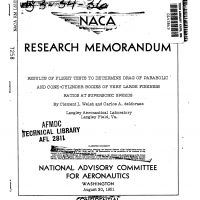 NACA
RESEARCH MEMORANDUM
RESULTS OF FLIGHT TESTS TO DETERMINE DRAG OF PARABOLIC
AND CONE-CYLINDER BODIES OF VERY LARGE FINENESS
RATIOS AT SUPERSONIC SPEEDS
By Clement J. Welsh and Carlos A. deMoraes
Langley Aeronautical Laboratory
Langley Field, Va.
AFMDC
TECHNICAL LIBRARY
AFL 2811
NATIONAL ADVISORY COMMITTEE
FOR AERONAUTICS
WASHINGTON
August 20, 1951